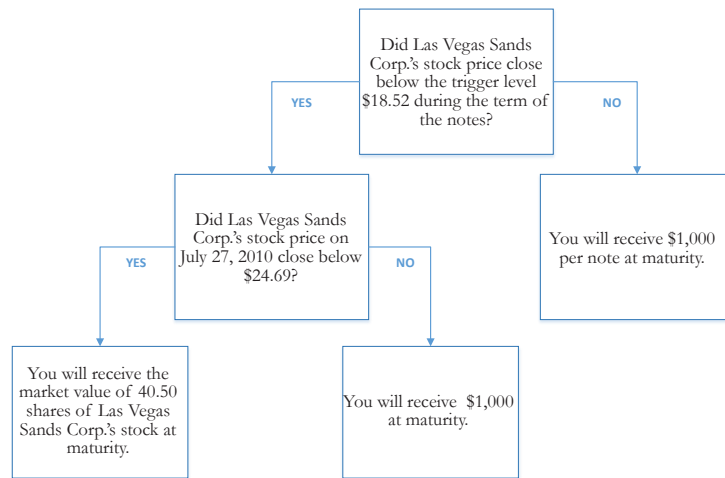 Did Las Vegas Sands
Corp.'s stock price close
below the trigger level
$18.52 during the term of
the notes?
YES
NO
Did Las Vegas Sands
Corp.'s stock price on
July 27, 2010 close below
$24.69?
You will receive $1,000
per note at maturity.
YES
NO
You will receive the
market value of 40.50
shares of Las Vegas
Sands Corp.'s stock at
maturity.
You will receive $1,000
at maturity.